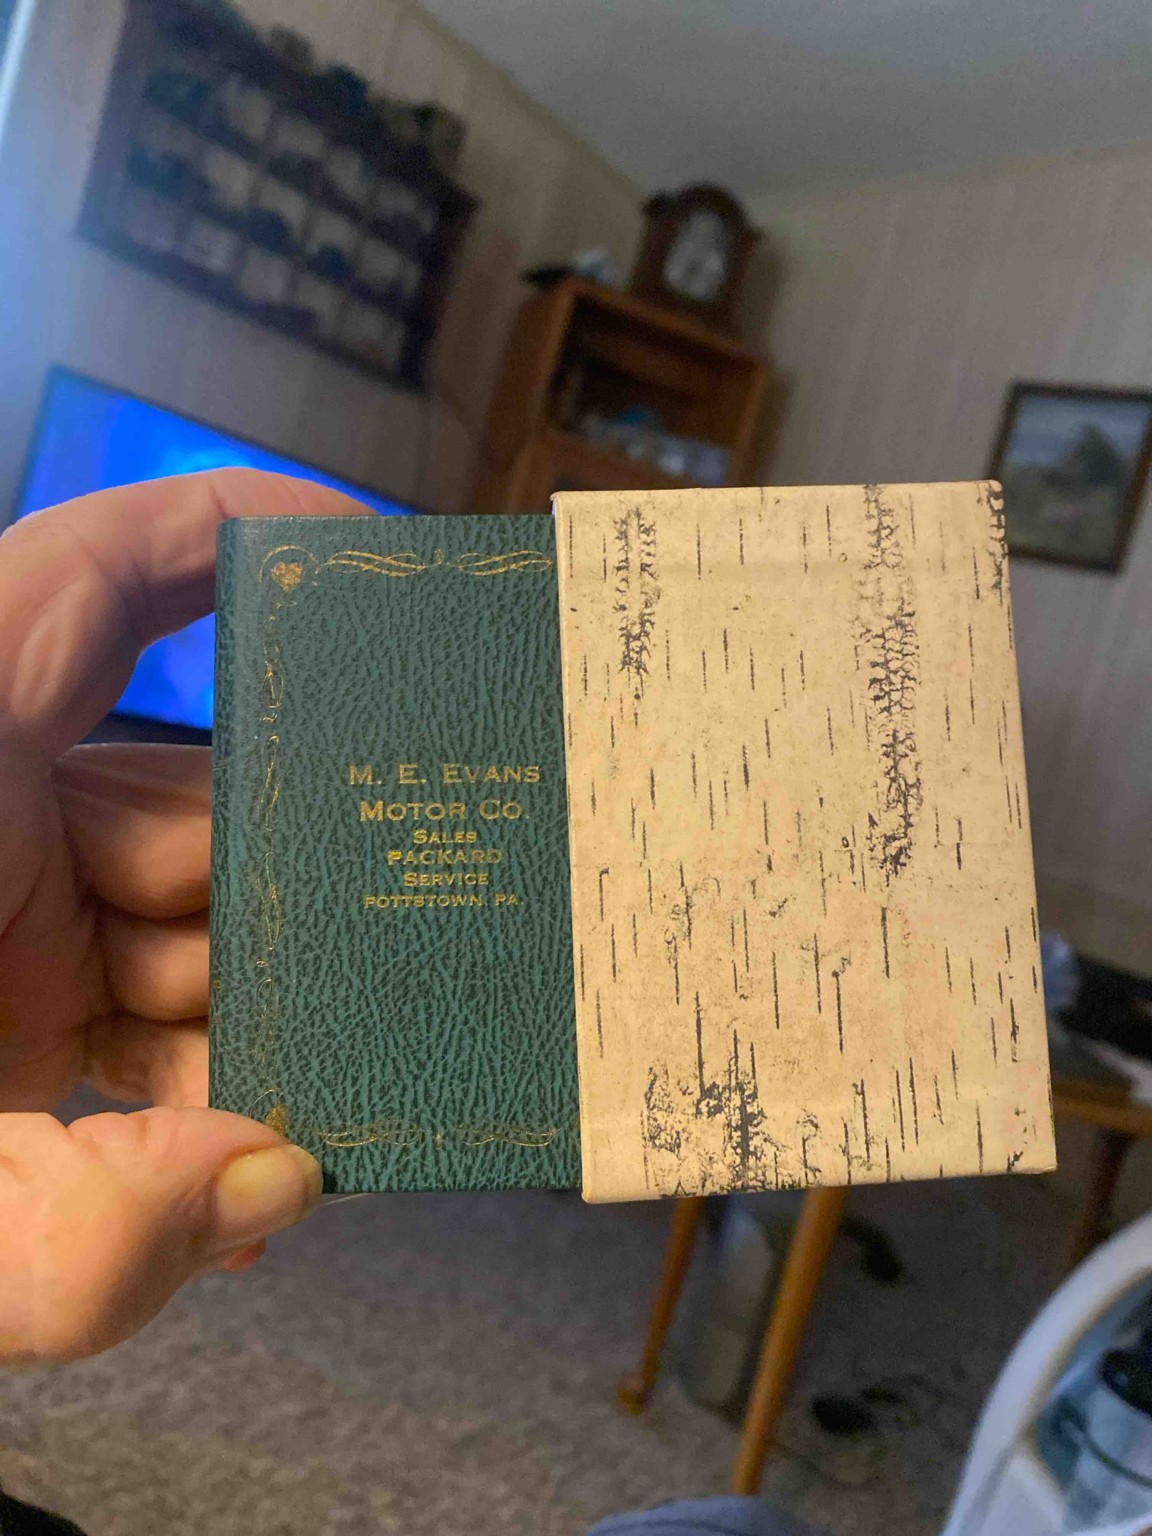 M. E. EVANS
MOTOR CO.
SALES
PACKARD
SERVICE
POTTSTOWN, PA.